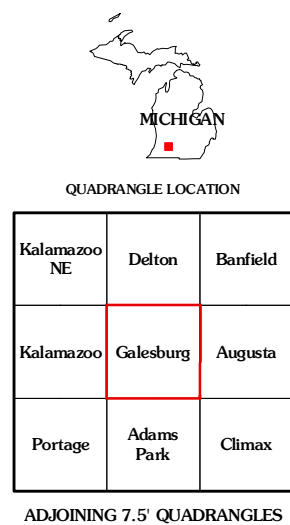 MICHIGAN
QUADRANGLE LOCATION
Kalamazoo
NE
Delton
Banfield
Kalamazoo
Galesburg
Augusta
Portage
Adams
Park
Climax
ADJOINING 7.5' QUADRANGLES